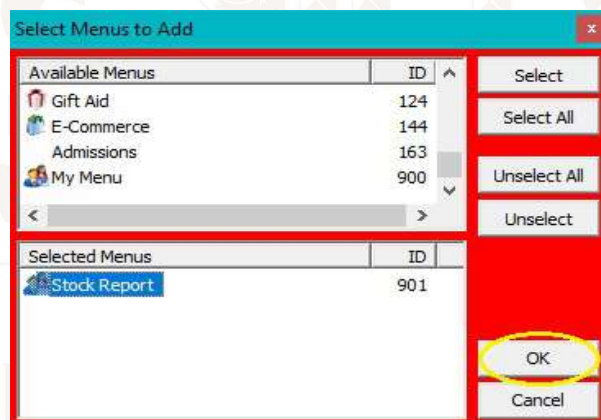 Select Menus to Add
x
Available Menus ID
Select
Gift Aid 124
Select All
E-Commerce 144
Admissions 163
Unselect All
My Menu 900
Unselect
Selected Menus ID
Stock Report 901
OK
Cancel